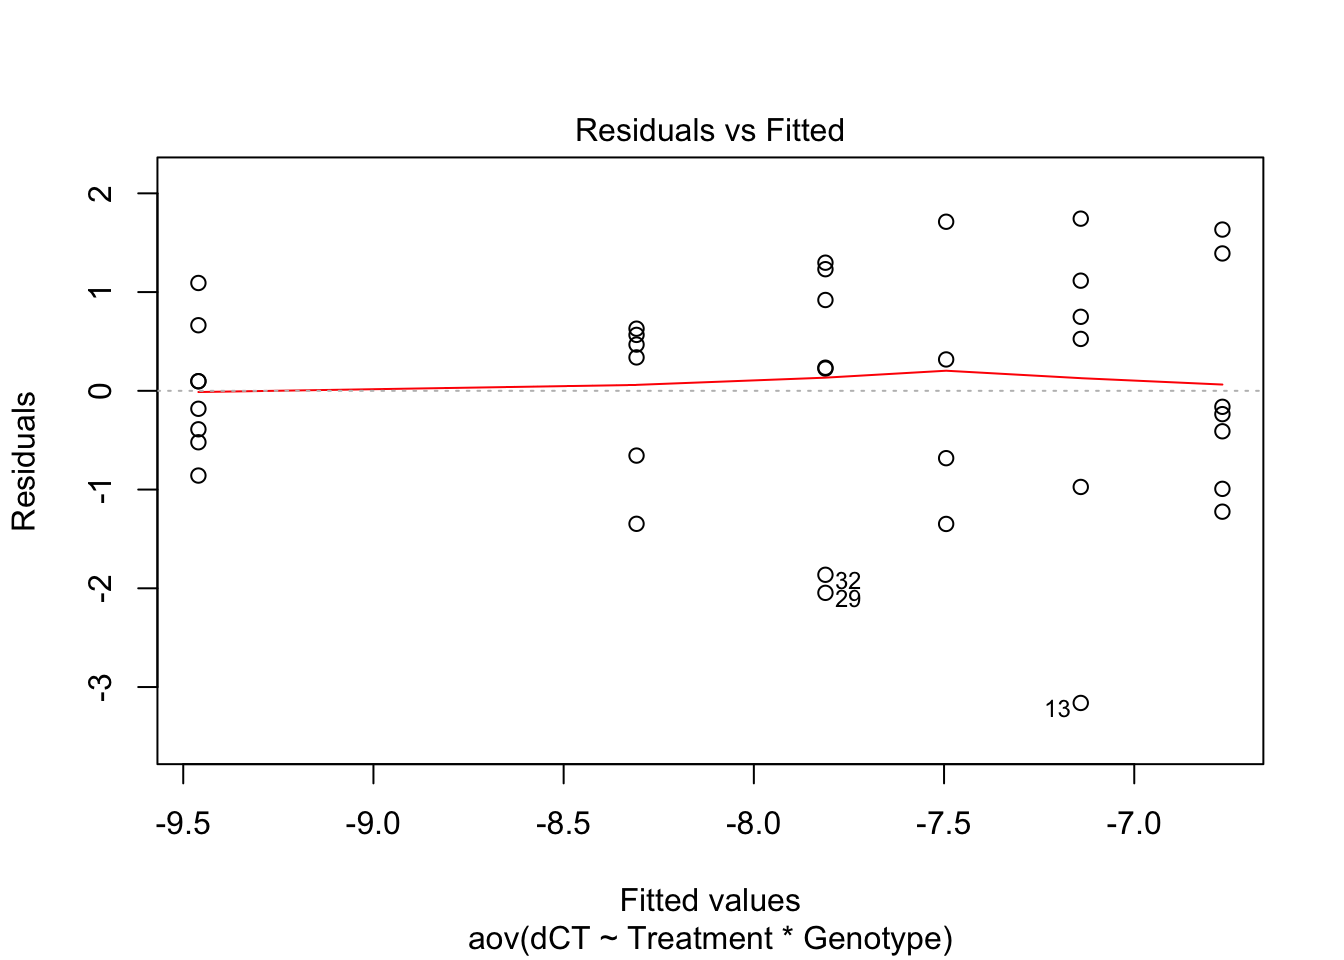 Residuals vs Fitted
Residuals
2
1
0
-1
-2
-3
32
29
13
-9.5 -9.0 -8.5 -8.0 -7.5 -7.0
Fitted values
aov(dCT ~ Treatment * Genotype)